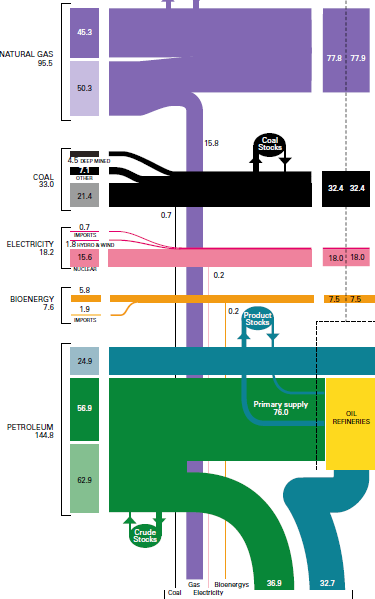 45.3
NATURAL GAS
95.5
77.8 77.9
50.3
15.8
Coal
Stocks
4.5 DEEP MINED
7.1
OTHER
COAL
33.0
32.4 32.4
21.4
0.7
0.7
IMPORTS
1.8 HYDRO & WIND
ELECTRICITY
18.2
15.6
18.0 18.0
NUCLEAR
0.2
5.8
BIOENERGY
7.6
7.5 7.5
1.9
IMPORTS
0.2
Product
Stocks
24.9
56.9
Primary supply
76.0
OIL
REFINERIES
PETROLEUM
144.8
62.9
Crude
Stocks
36.9
32.7
Gas
Bioenergys
Coal
Electricity